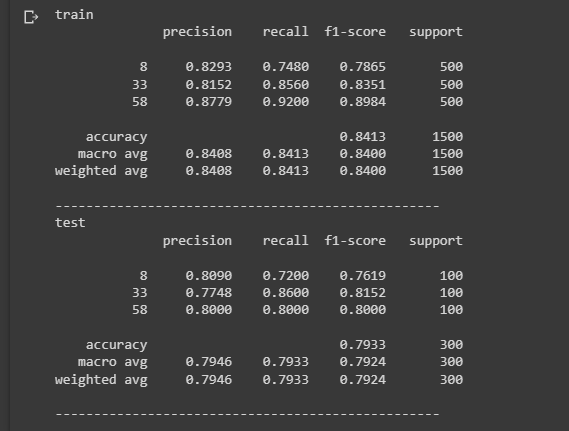 train
precision recall f1-score support
8 0.8293 0.7480 0.7865 500
33 0.8152 0.8560 0.8351 500
58 0.8779 0.9200 0.8984 500
accuracy 0.8413 1500
macro avg 0.8408 0.8413 0.8400 1500
weighted avg 0.8408 0.8413 0.8400 1500
--------------------------------------------------
test
precision recall f1-score support
8 0.8090 0.7200 0.7619 100
33 0.7748 0.8600 0.8152 100
58 0.8000 0.8000 0.8000 100
accuracy 0.7933 300
macro avg 0.7946 0.7933 0.7924 300
weighted avg 0.7946 0.7933 0.7924 300
--------------------------------------------------